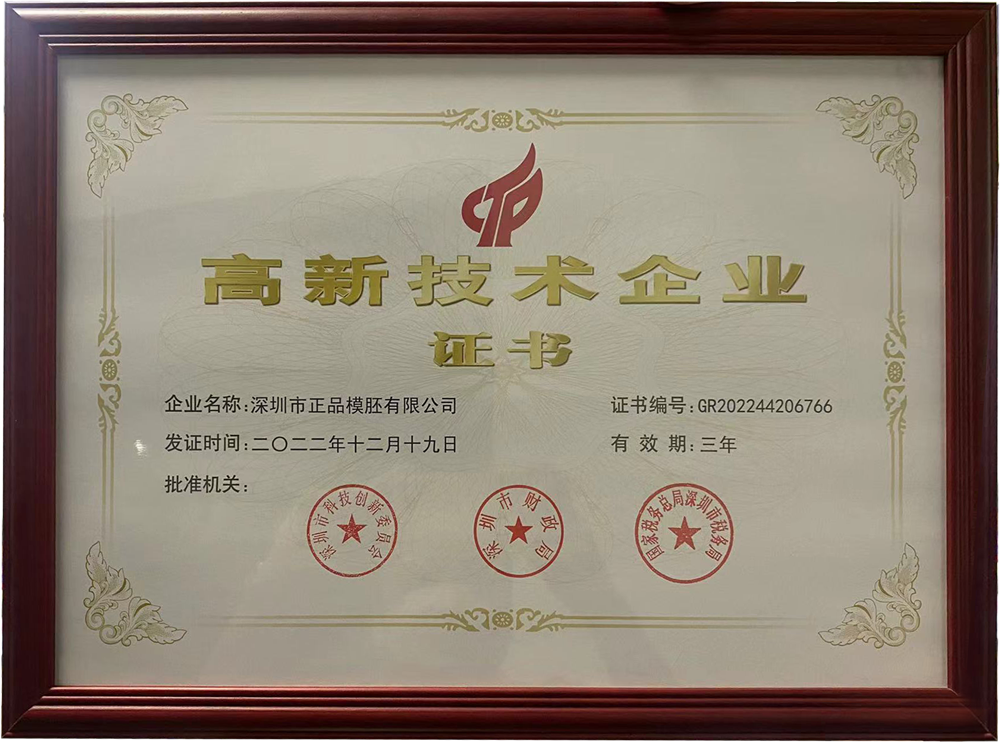 CTP
高新技术企业
证书
企业名称:深圳市正品模胚有限公司
证书编号:GR202244206766
发证时间:二〇二二年十二月十九日
有效期:三年
批准机关:
深圳市科技创新委员会
深圳市财政局
国家税务总局深圳市税务局